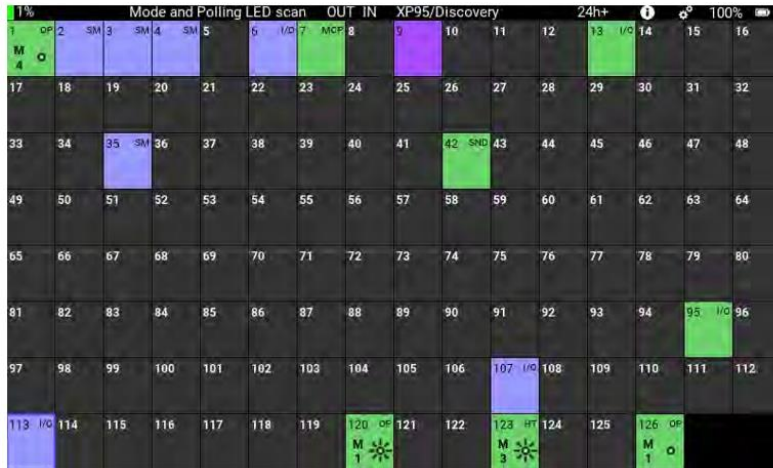 1% Mode and Polling LED scan OUT IN XP95/Discovery 24h+ i 100%
1 OP 2 SM 3 SM 4 SM 5 6 I/O 7 MCP 8 9 10 11 12 13 I/O 14 15 16
M
4
17 18 19 20 21 22 23 24 25 26 27 28 29 30 31 32
33 34 35 SM 36 37 38 39 40 41 42 SND 43 44 45 46 47 48
49 50 51 52 53 54 55 56 57 58 59 60 61 62 63 64
65 66 67 68 69 70 71 72 73 74 75 76 77 78 79 80
81 82 83 84 85 86 87 88 89 90 91 92 93 94 95 I/O 96
97 98 99 100 101 102 103 104 105 106 107 I/O 108 109 110 111 112
113 I/O 114 115 116 117 118 119 120 OP 121 122 123 HT 124 125 126 OP
M M M
1 3 1